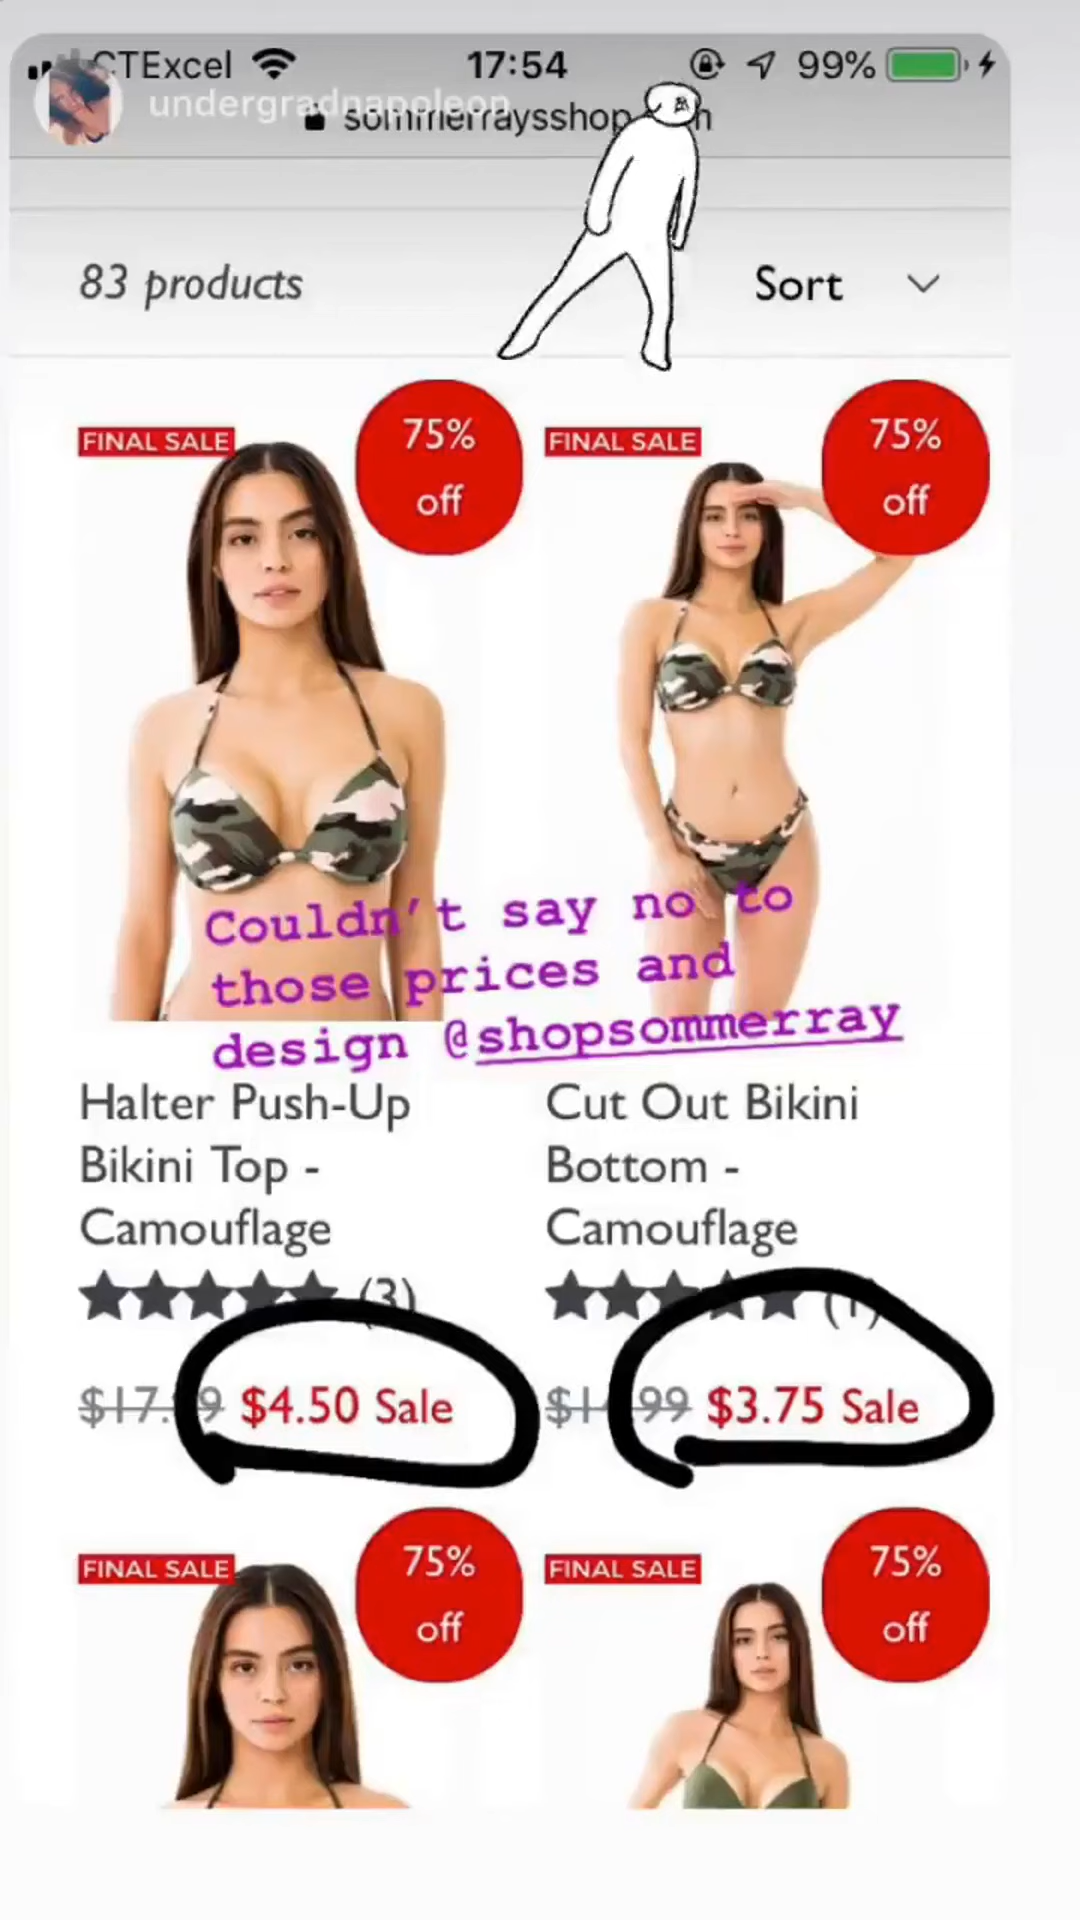 CTExcel 17:54 99%
undergradnapoleon
sommerraysshop
83 products Sort
FINAL SALE 75% off
FINAL SALE 75% off
Couldn't say no to
those prices and
design @shopsommerray
Halter Push-Up
Bikini Top -
Camouflage
(3)
$4.50 Sale
Cut Out Bikini
Bottom -
Camouflage
(1)
$3.75 Sale
FINAL SALE 75% off
FINAL SALE 75% off